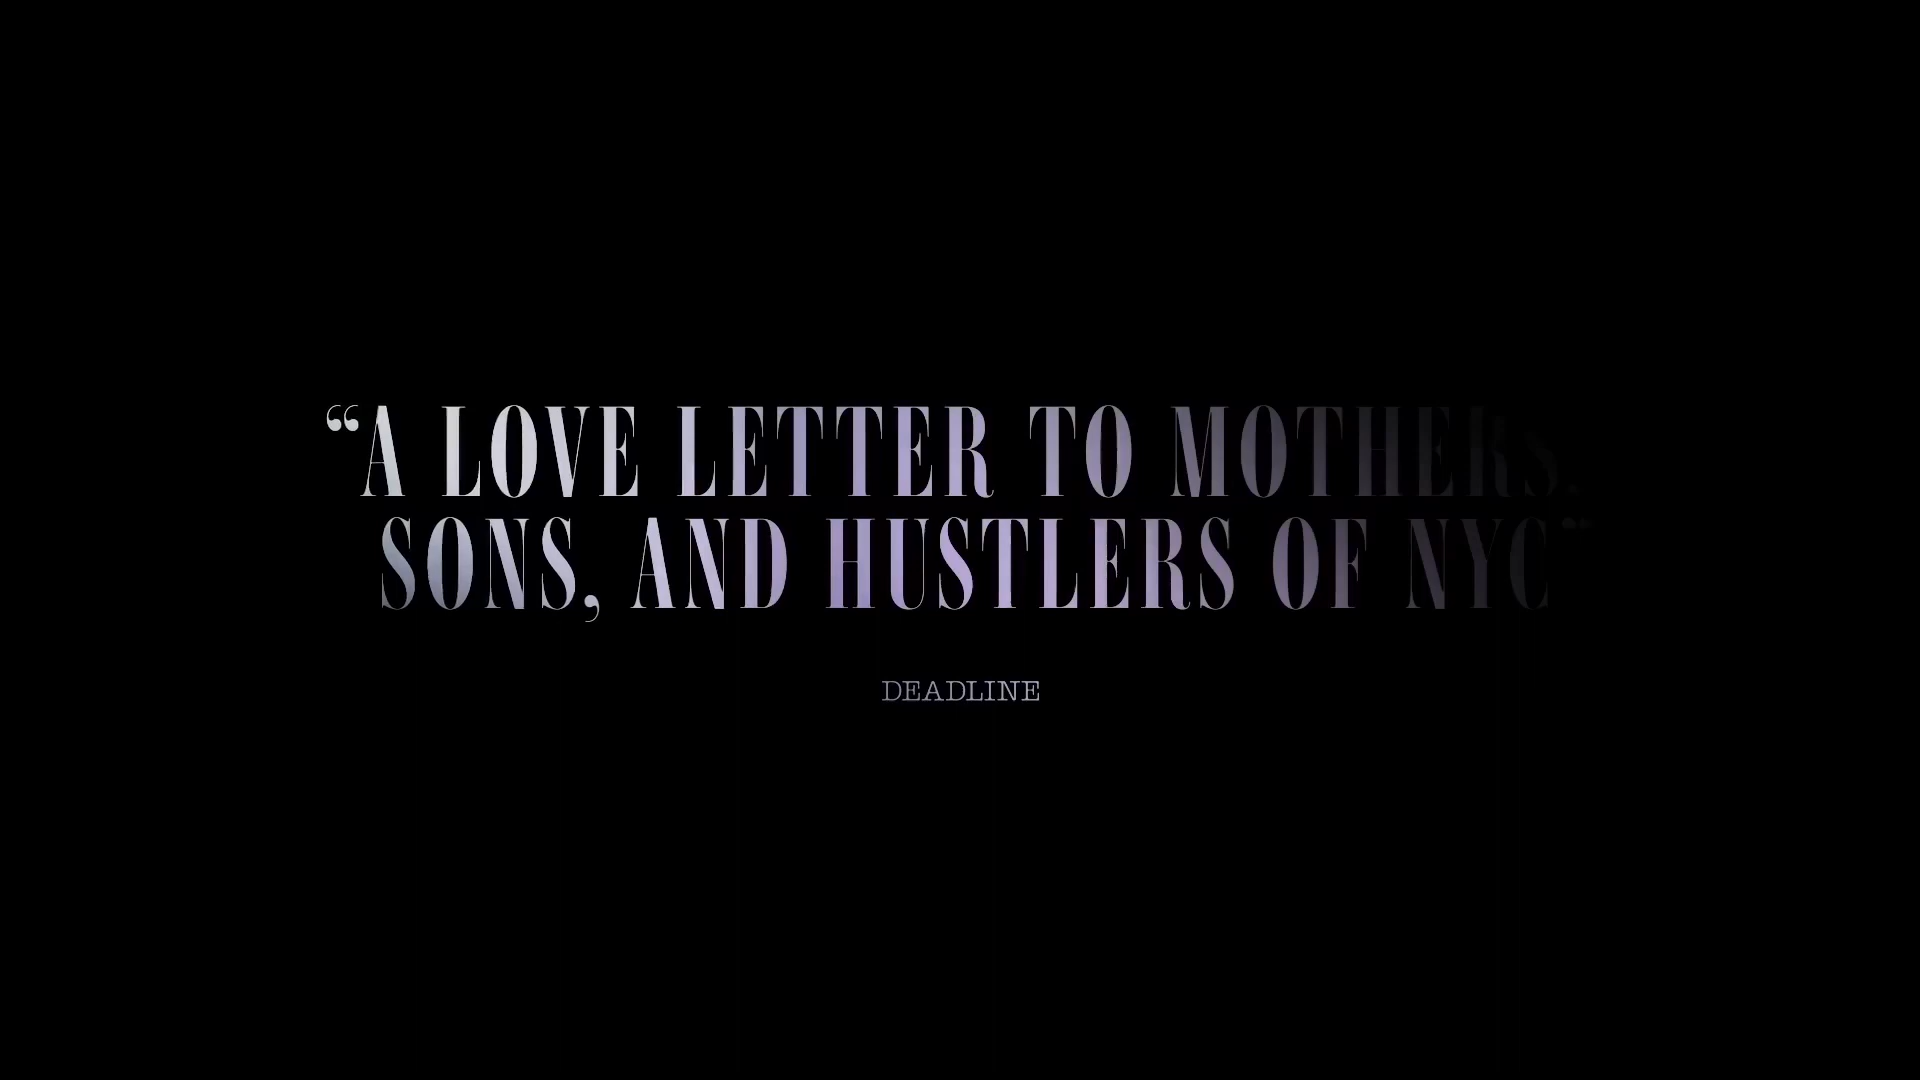 “A LOVE LETTER TO MOTHERS,
SONS, AND HUSTLERS OF NYC”
DEADLINE